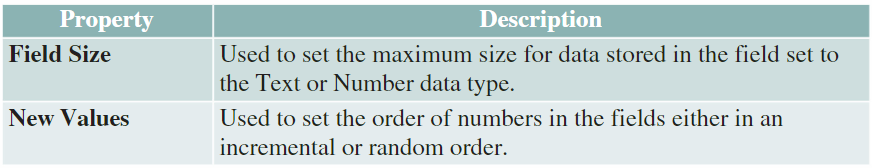 Property Description
Field Size Used to set the maximum size for data stored in the field set to
the Text or Number data type.
New Values Used to set the order of numbers in the fields either in an
incremental or random order.